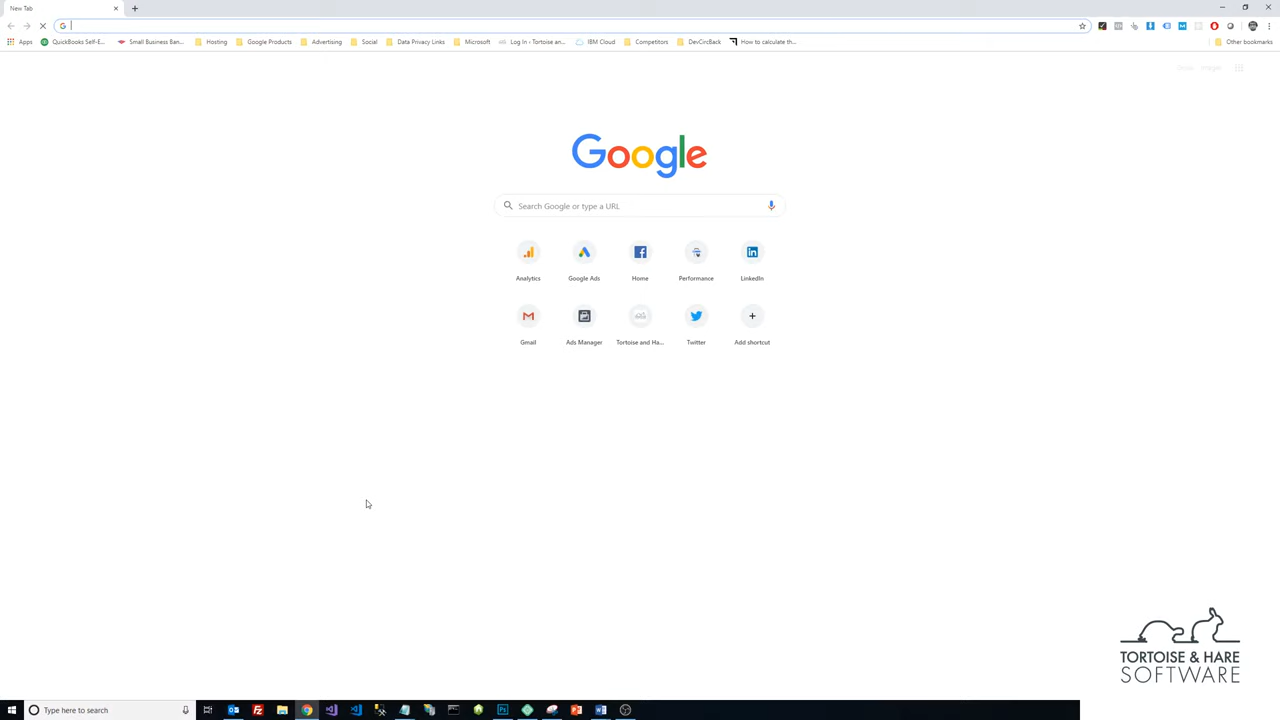 New Tab
Apps QuickBooks Self-E... Small Business Ban... Hosting Google Products Advertising Social Data Privacy Links Microsoft Log In ‹ Tortoise an... IBM Cloud Competitors DevCircBack How to calculate th... Other bookmarks
Gmail Images
Google
Search Google or type a URL
Analytics Google Ads Home Performance LinkedIn
Gmail Ads Manager Tortoise and Ha... Twitter Add shortcut
TORTOISE & HARE
SOFTWARE
Type here to search